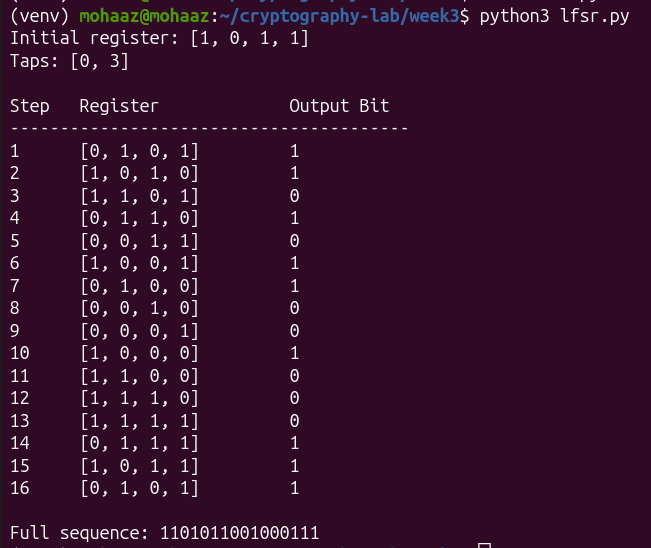 (venv) mohaaz@mohaaz:~/cryptography-lab/week3$ python3 lfsr.py
Initial register: [1, 0, 1, 1]
Taps: [0, 3]
Step Register Output Bit
----------------------------------------
1 [0, 1, 0, 1] 1
2 [1, 0, 1, 0] 1
3 [1, 1, 0, 1] 0
4 [0, 1, 1, 0] 1
5 [0, 0, 1, 1] 0
6 [1, 0, 0, 1] 1
7 [0, 1, 0, 0] 1
8 [0, 0, 1, 0] 0
9 [0, 0, 0, 1] 0
10 [1, 0, 0, 0] 1
11 [1, 1, 0, 0] 0
12 [1, 1, 1, 0] 0
13 [1, 1, 1, 1] 0
14 [0, 1, 1, 1] 1
15 [1, 0, 1, 1] 1
16 [0, 1, 0, 1] 1
Full sequence: 1101011001000111